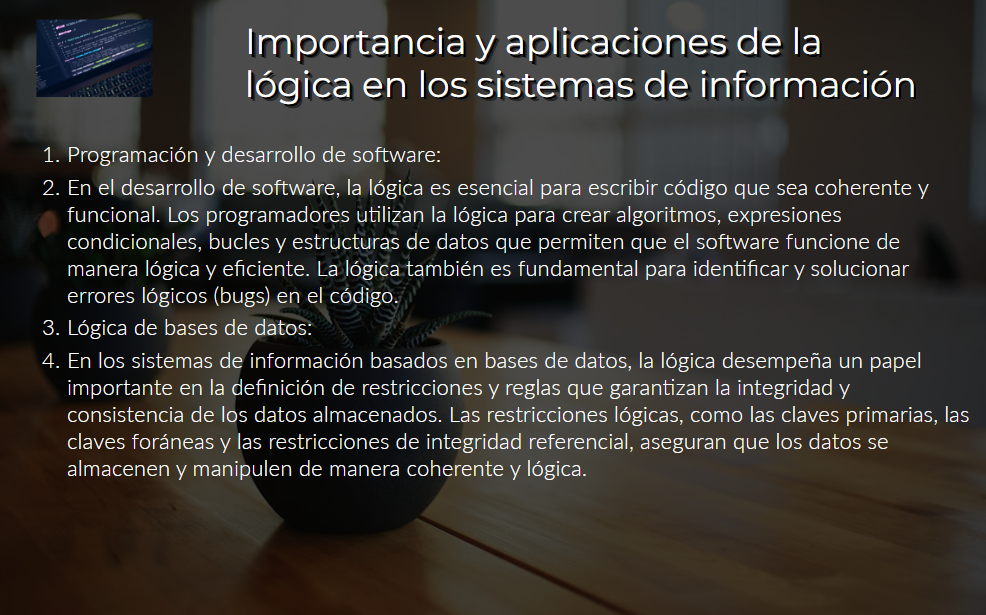 Importancia y aplicaciones de la
lógica en los sistemas de información
1. Programación y desarrollo de software:
2. En el desarrollo de software, la lógica es esencial para escribir código que sea coherente y
funcional. Los programadores utilizan la lógica para crear algoritmos, expresiones
condicionales, bucles y estructuras de datos que permiten que el software funcione de
manera lógica y eficiente. La lógica también es fundamental para identificar y solucionar
errores lógicos (bugs) en el código.
3. Lógica de bases de datos:
4. En los sistemas de información basados en bases de datos, la lógica desempeña un papel
importante en la definición de restricciones y reglas que garantizan la integridad y
consistencia de los datos almacenados. Las restricciones lógicas, como las claves primarias, las
claves foráneas y las restricciones de integridad referencial, aseguran que los datos se
almacenen y manipulen de manera coherente y lógica.